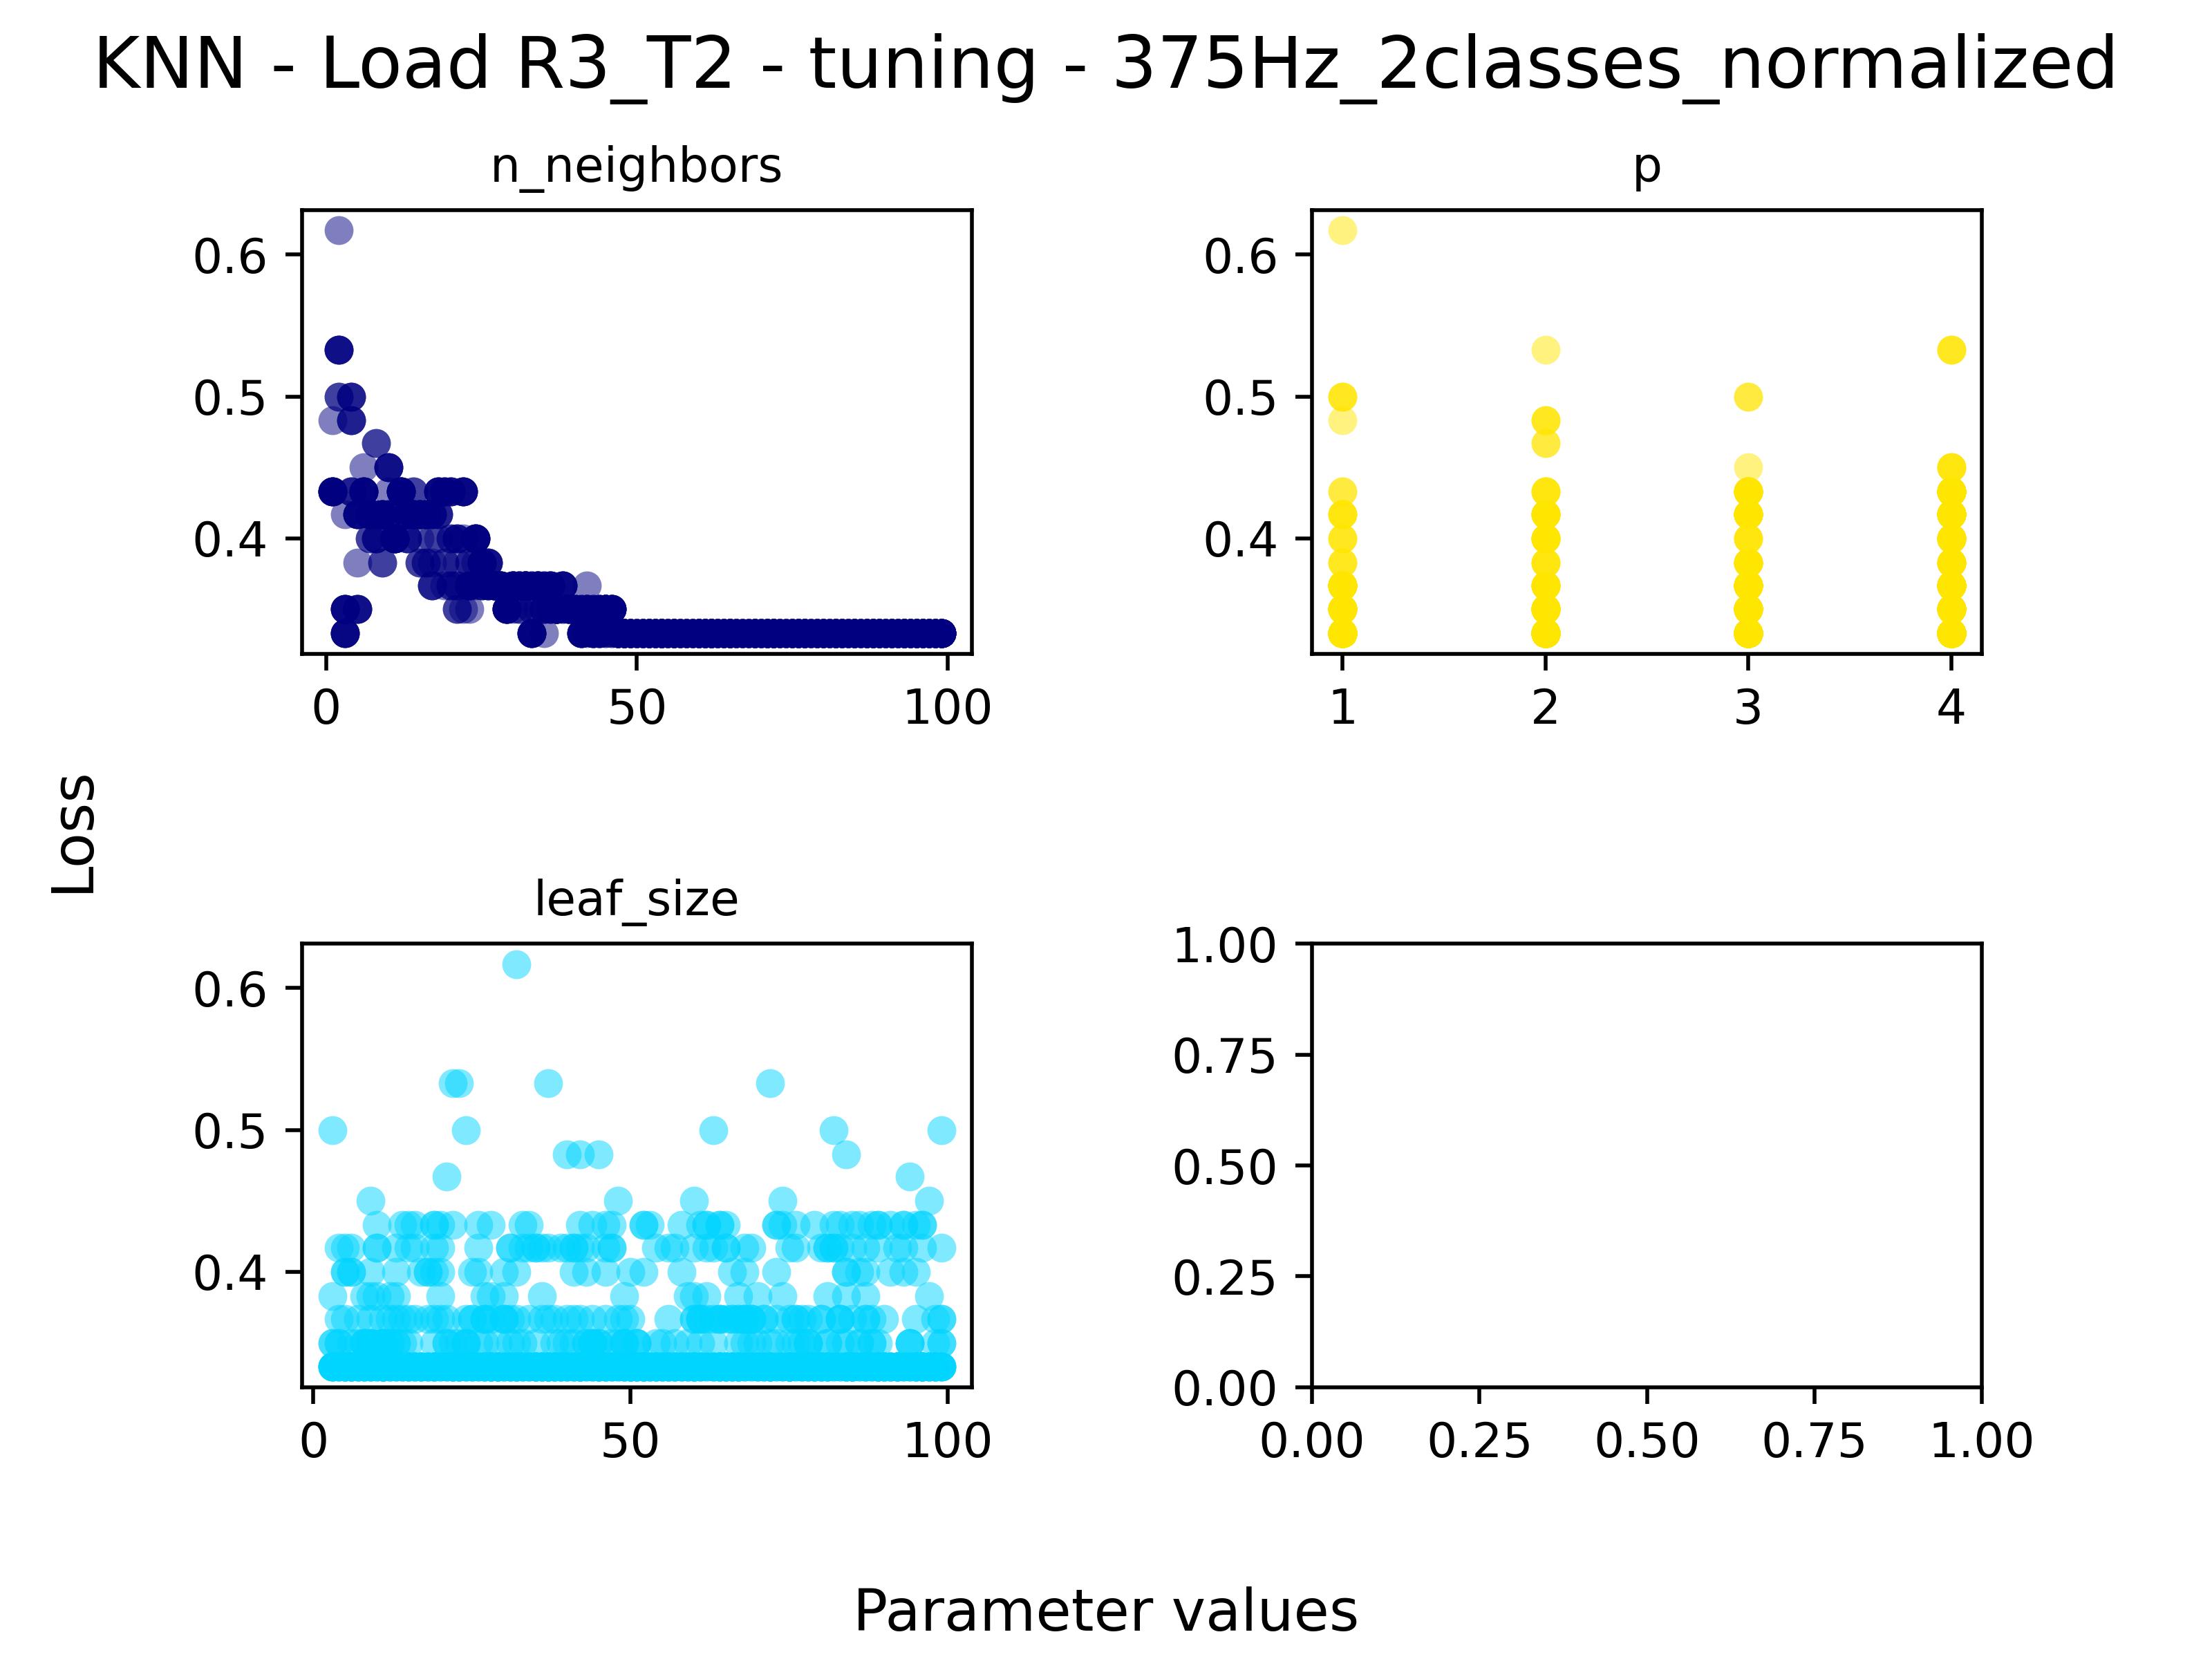 KNN - Load R3_T2 - tuning - 375Hz_2classes_normalized
n_neighbors
0.6
0.5
0.4
0 50 100
p
0.6
0.5
0.4
1 2 3 4
Loss
leaf_size
0.6
0.5
0.4
0 50 100
1.00
0.75
0.50
0.25
0.00
0.00 0.25 0.50 0.75 1.00
Parameter values